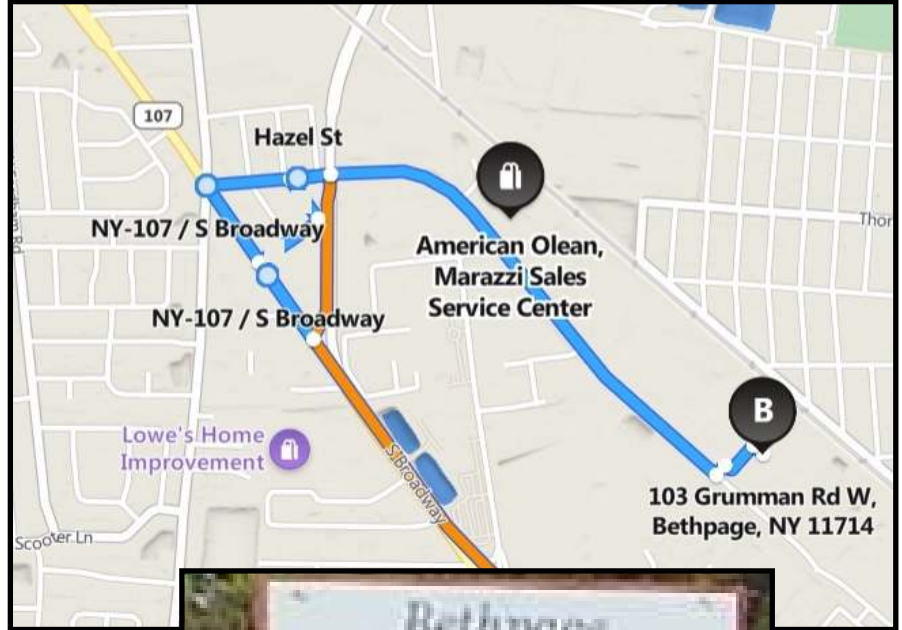 107
Hazel St
NY-107 / S Broadway
Thor
American Olean,
Marazzi Sales
Service Center
NY-107 / S Broadway
B
Lowe's Home
Improvement
S Broadway
103 Grumman Rd W,
Bethpage, NY 11714
Scooter Ln
Bethpage